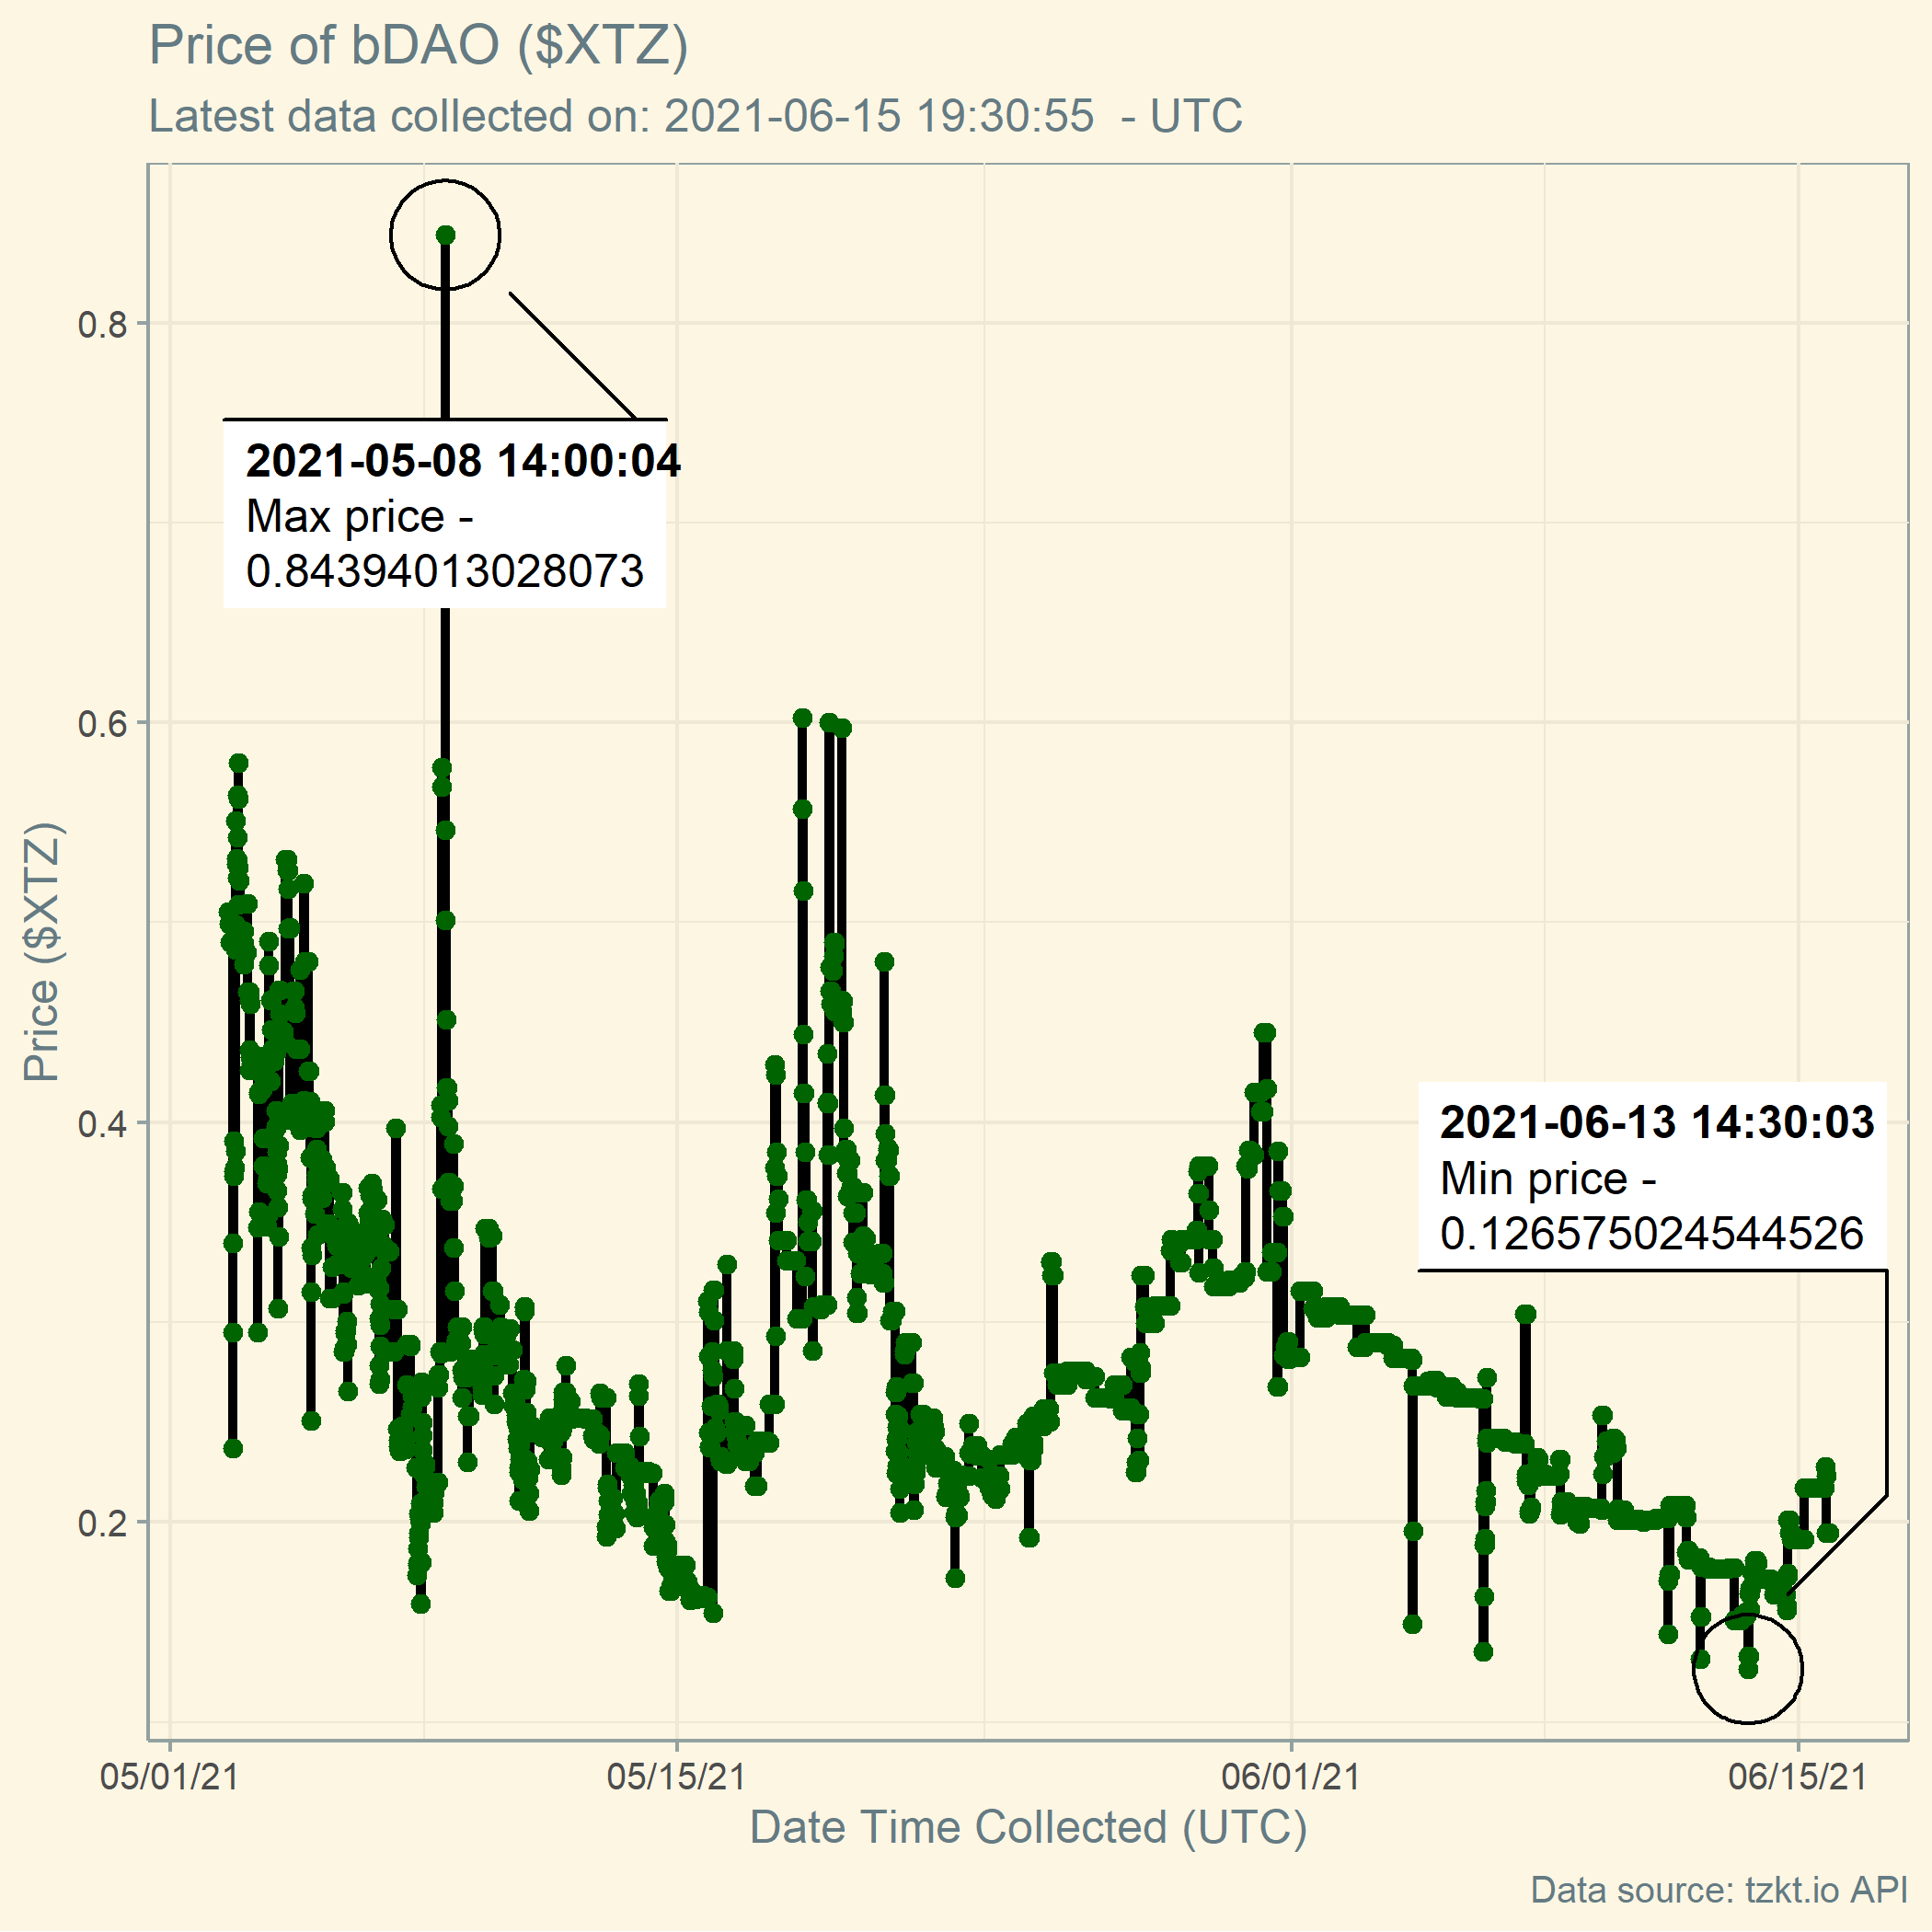 Price of bDAO ($XTZ)
Latest data collected on: 2021-06-15 19:30:55  - UTC
2021-05-08 14:00:04
Max price -
0.84394013028073
2021-06-13 14:30:03
Min price -
0.126575024544526
Price ($XTZ)
0.8
0.6
0.4
0.2
05/01/21
05/15/21
06/01/21
06/15/21
Date Time Collected (UTC)
Data source: tzkt.io API